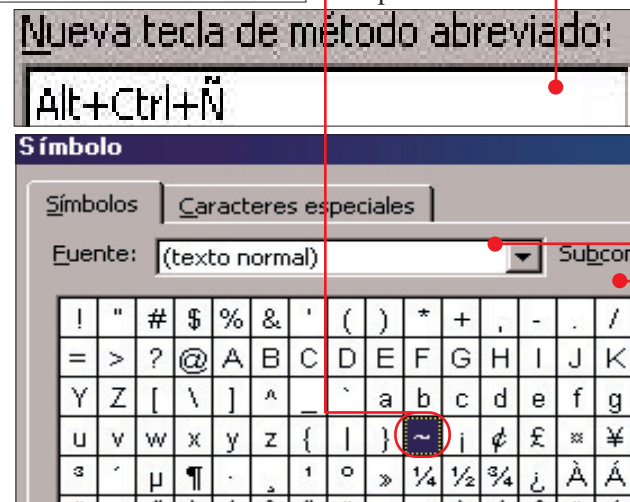 Nueva tecla de método abreviado:
Alt+Ctrl+Ñ
Símbolo
Símbolos Caracteres especiales
Fuente: (texto normal) Subcon
! " # $ % & ' ( ) * + , - . /
= > ? @ A B C D E F G H I J K
Y Z [ \ ] ^ _ ` a b c d e f g
u v w x y z { | } ~ ¡ ¢ £ ¤ ¥
³ ´ µ ¶ · ¸ ¹ º » ¼ ½ ¾ ¿ À Á